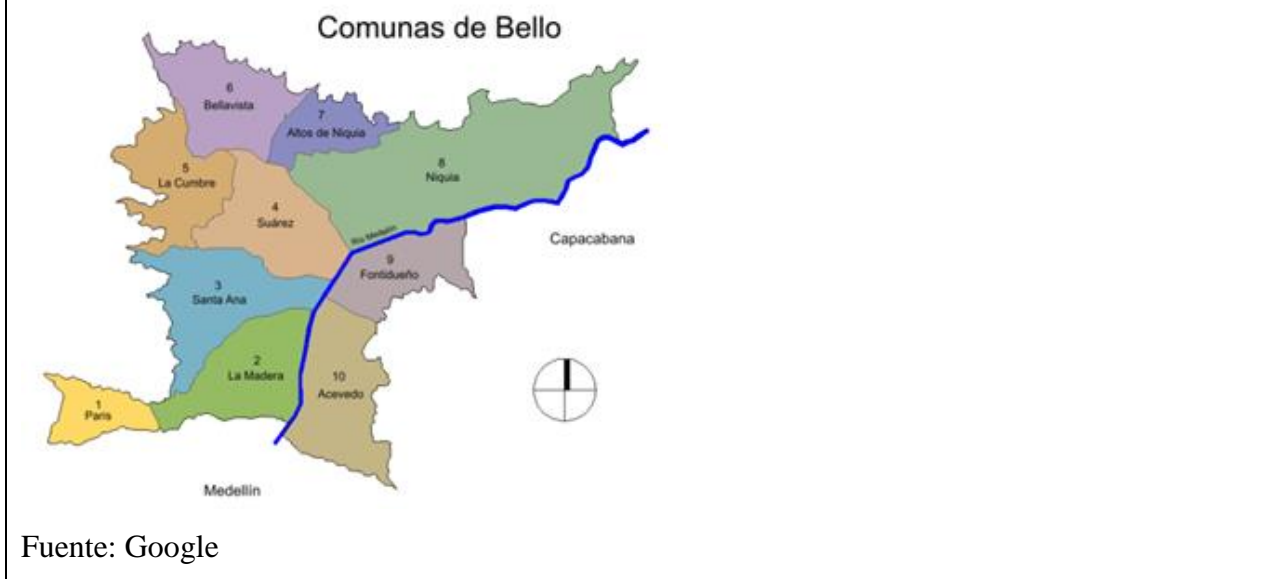 Comunas de Bello
6
Bellavista
7
Altos de Niquia
8
Niquia
5
La Cumbre
4
Suárez
Río Medellín
Capacabana
9
Fontidueño
3
Santa Ana
2
La Madera
10
Acevedo
1
Paris
Medellín
Fuente: Google